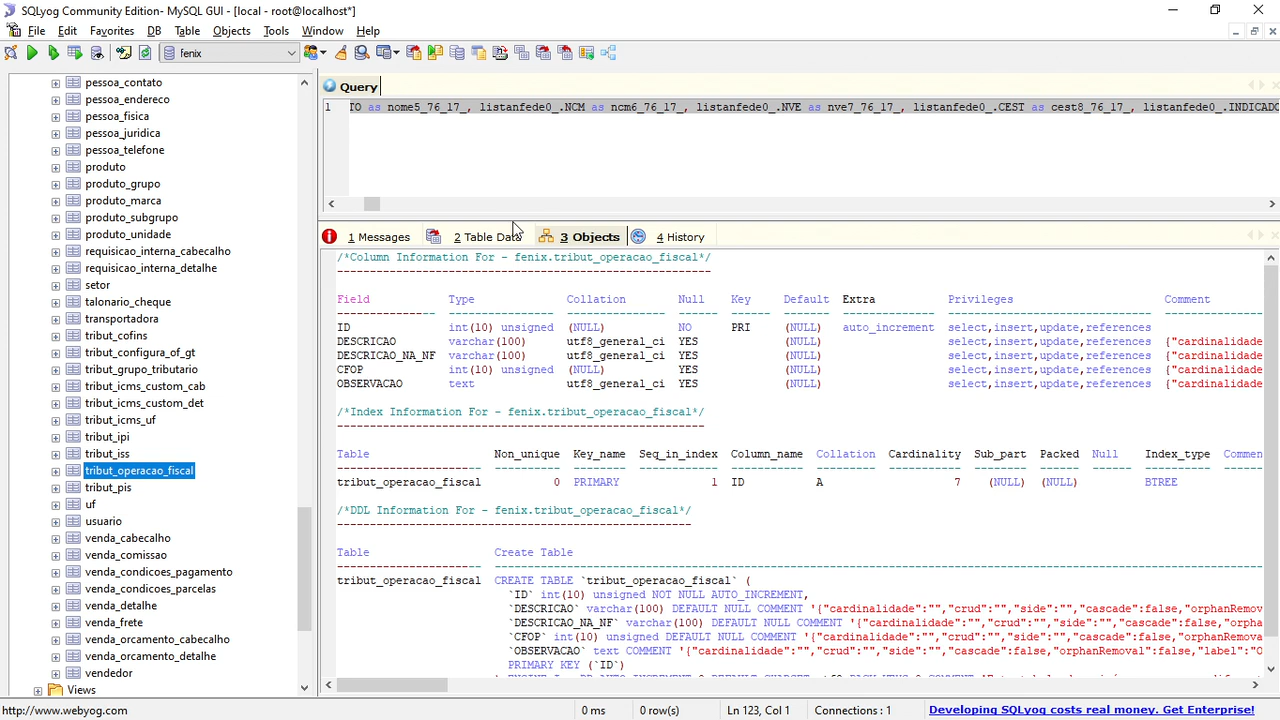 SQLyog Community Edition- MySQL GUI - [local - root@localhost*]
File Edit Favorites DB Table Objects Tools Window Help
fenix
pessoa_contato
pessoa_endereco
pessoa_fisica
pessoa_juridica
pessoa_telefone
produto
produto_grupo
produto_marca
produto_subgrupo
produto_unidade
requisicao_interna_cabecalho
requisicao_interna_detalhe
setor
talonario_cheque
transportadora
tribut_cofins
tribut_configura_of_gt
tribut_grupo_tributario
tribut_icms_custom_cab
tribut_icms_custom_det
tribut_icms_uf
tribut_ipi
tribut_iss
tribut_operacao_fiscal
tribut_pis
uf
usuario
venda_cabecalho
venda_comissao
venda_condicoes_pagamento
venda_condicoes_parcelas
venda_detalhe
venda_frete
venda_orcamento_cabecalho
venda_orcamento_detalhe
vendedor
Views
Query
1 TO as nome5_76_17_, listanfede0_.NCM as ncm6_76_17_, listanfede0_.NVE as nve7_76_17_, listanfede0_.CEST as cest8_76_17_, listanfede0_.INDICADO
1 Messages 2 Table Data 3 Objects 4 History
/*Column Information For - fenix.tribut_operacao_fiscal*/
Field Type Collation Null Key Default Extra Privileges Comment
ID int(10) unsigned (NULL) NO PRI (NULL) auto_increment select,insert,update,references
DESCRICAO varchar(100) utf8_general_ci YES (NULL) select,insert,update,references {"cardinalidade
DESCRICAO_NA_NF varchar(100) utf8_general_ci YES (NULL) select,insert,update,references {"cardinalidade
CFOP int(10) unsigned (NULL) YES (NULL) select,insert,update,references {"cardinalidade
OBSERVACAO text utf8_general_ci YES (NULL) select,insert,update,references {"cardinalidade
/*Index Information For - fenix.tribut_operacao_fiscal*/
Table Non_unique Key_name Seq_in_index Column_name Collation Cardinality Sub_part Packed Null Index_type Commen
tribut_operacao_fiscal 0 PRIMARY 1 ID A 7 (NULL) (NULL) BTREE
/*DDL Information For - fenix.tribut_operacao_fiscal*/
Table Create Table
tribut_operacao_fiscal CREATE TABLE `tribut_operacao_fiscal` (
`ID` int(10) unsigned NOT NULL AUTO_INCREMENT,
`DESCRICAO` varchar(100) DEFAULT NULL COMMENT '{"cardinalidade":"","crud":"","side":"","cascade":false,"orphanRemov
`DESCRICAO_NA_NF` varchar(100) DEFAULT NULL COMMENT '{"cardinalidade":"","crud":"","side":"","cascade":false,"orpha
`CFOP` int(10) unsigned DEFAULT NULL COMMENT '{"cardinalidade":"","crud":"","side":"","cascade":false,"orphanRemova
`OBSERVACAO` text COMMENT '{"cardinalidade":"","crud":"","side":"","cascade":false,"orphanRemoval":false,"label":"O
PRIMARY KEY (`ID`)
http://www.webyog.com 0 ms 0 row(s) Ln 123, Col 1 Connections : 1 Developing SQLyog costs real money. Get Enterprise!